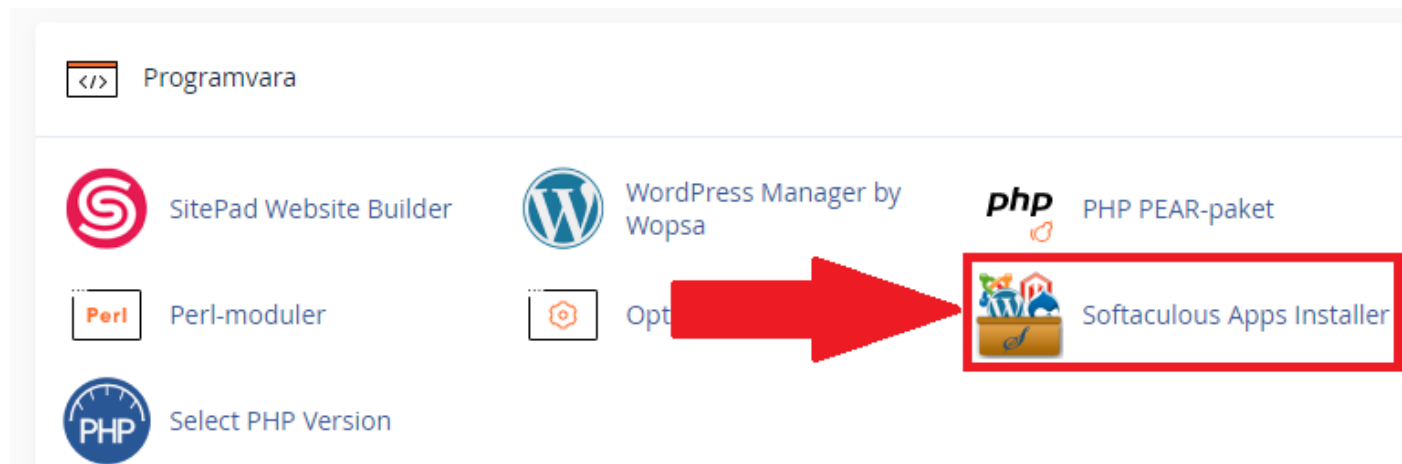 </> Programvara
SitePad Website Builder
WordPress Manager by
Wopsa
php PHP PEAR-paket
Perl Perl-moduler
Softaculous Apps Installer
PHP Select PHP Version